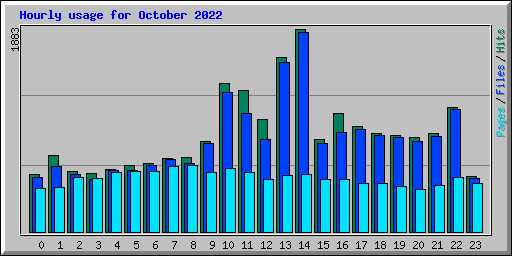 Hourly usage for October 2022
1883
Pages/Files/Hits
0 1 2 3 4 5 6 7 8 9 10 11 12 13 14 15 16 17 18 19 20 21 22 23